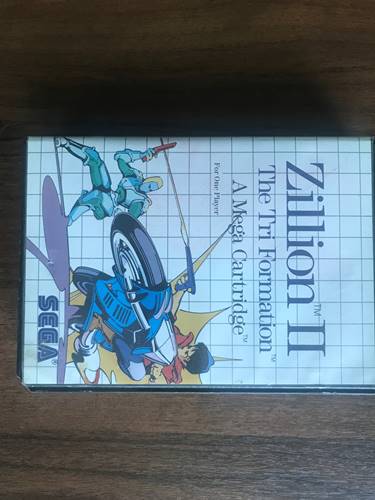 Zillion™ II
The Tri Formation™
A Mega Cartridge™
For One Player
SEGA®